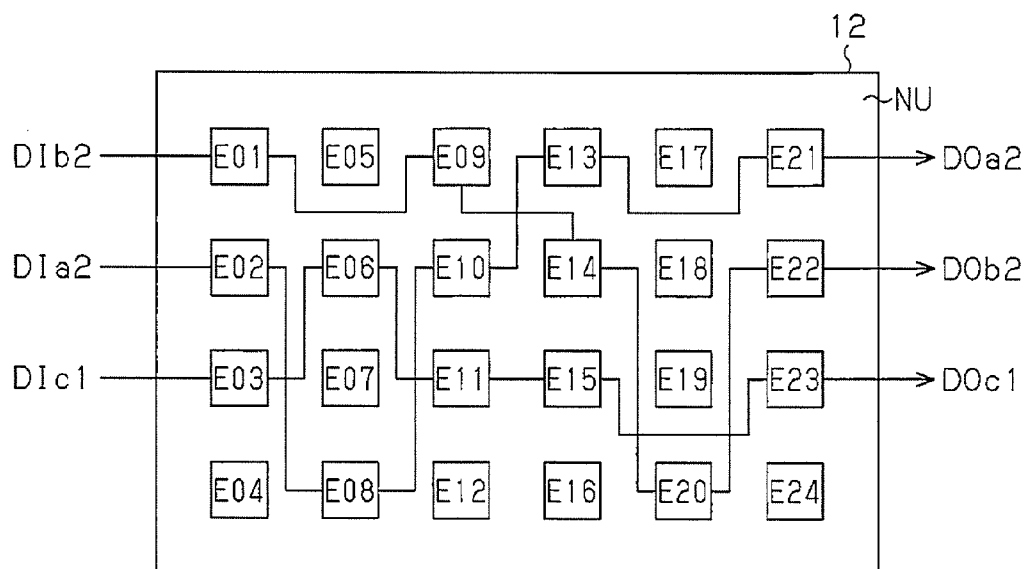 12
NU
DIb2 E01 E05 E09 E13 E17 E21 DOa2
DIa2 E02 E06 E10 E14 E18 E22 DOb2
DIc1 E03 E07 E11 E15 E19 E23 DOc1
E04 E08 E12 E16 E20 E24